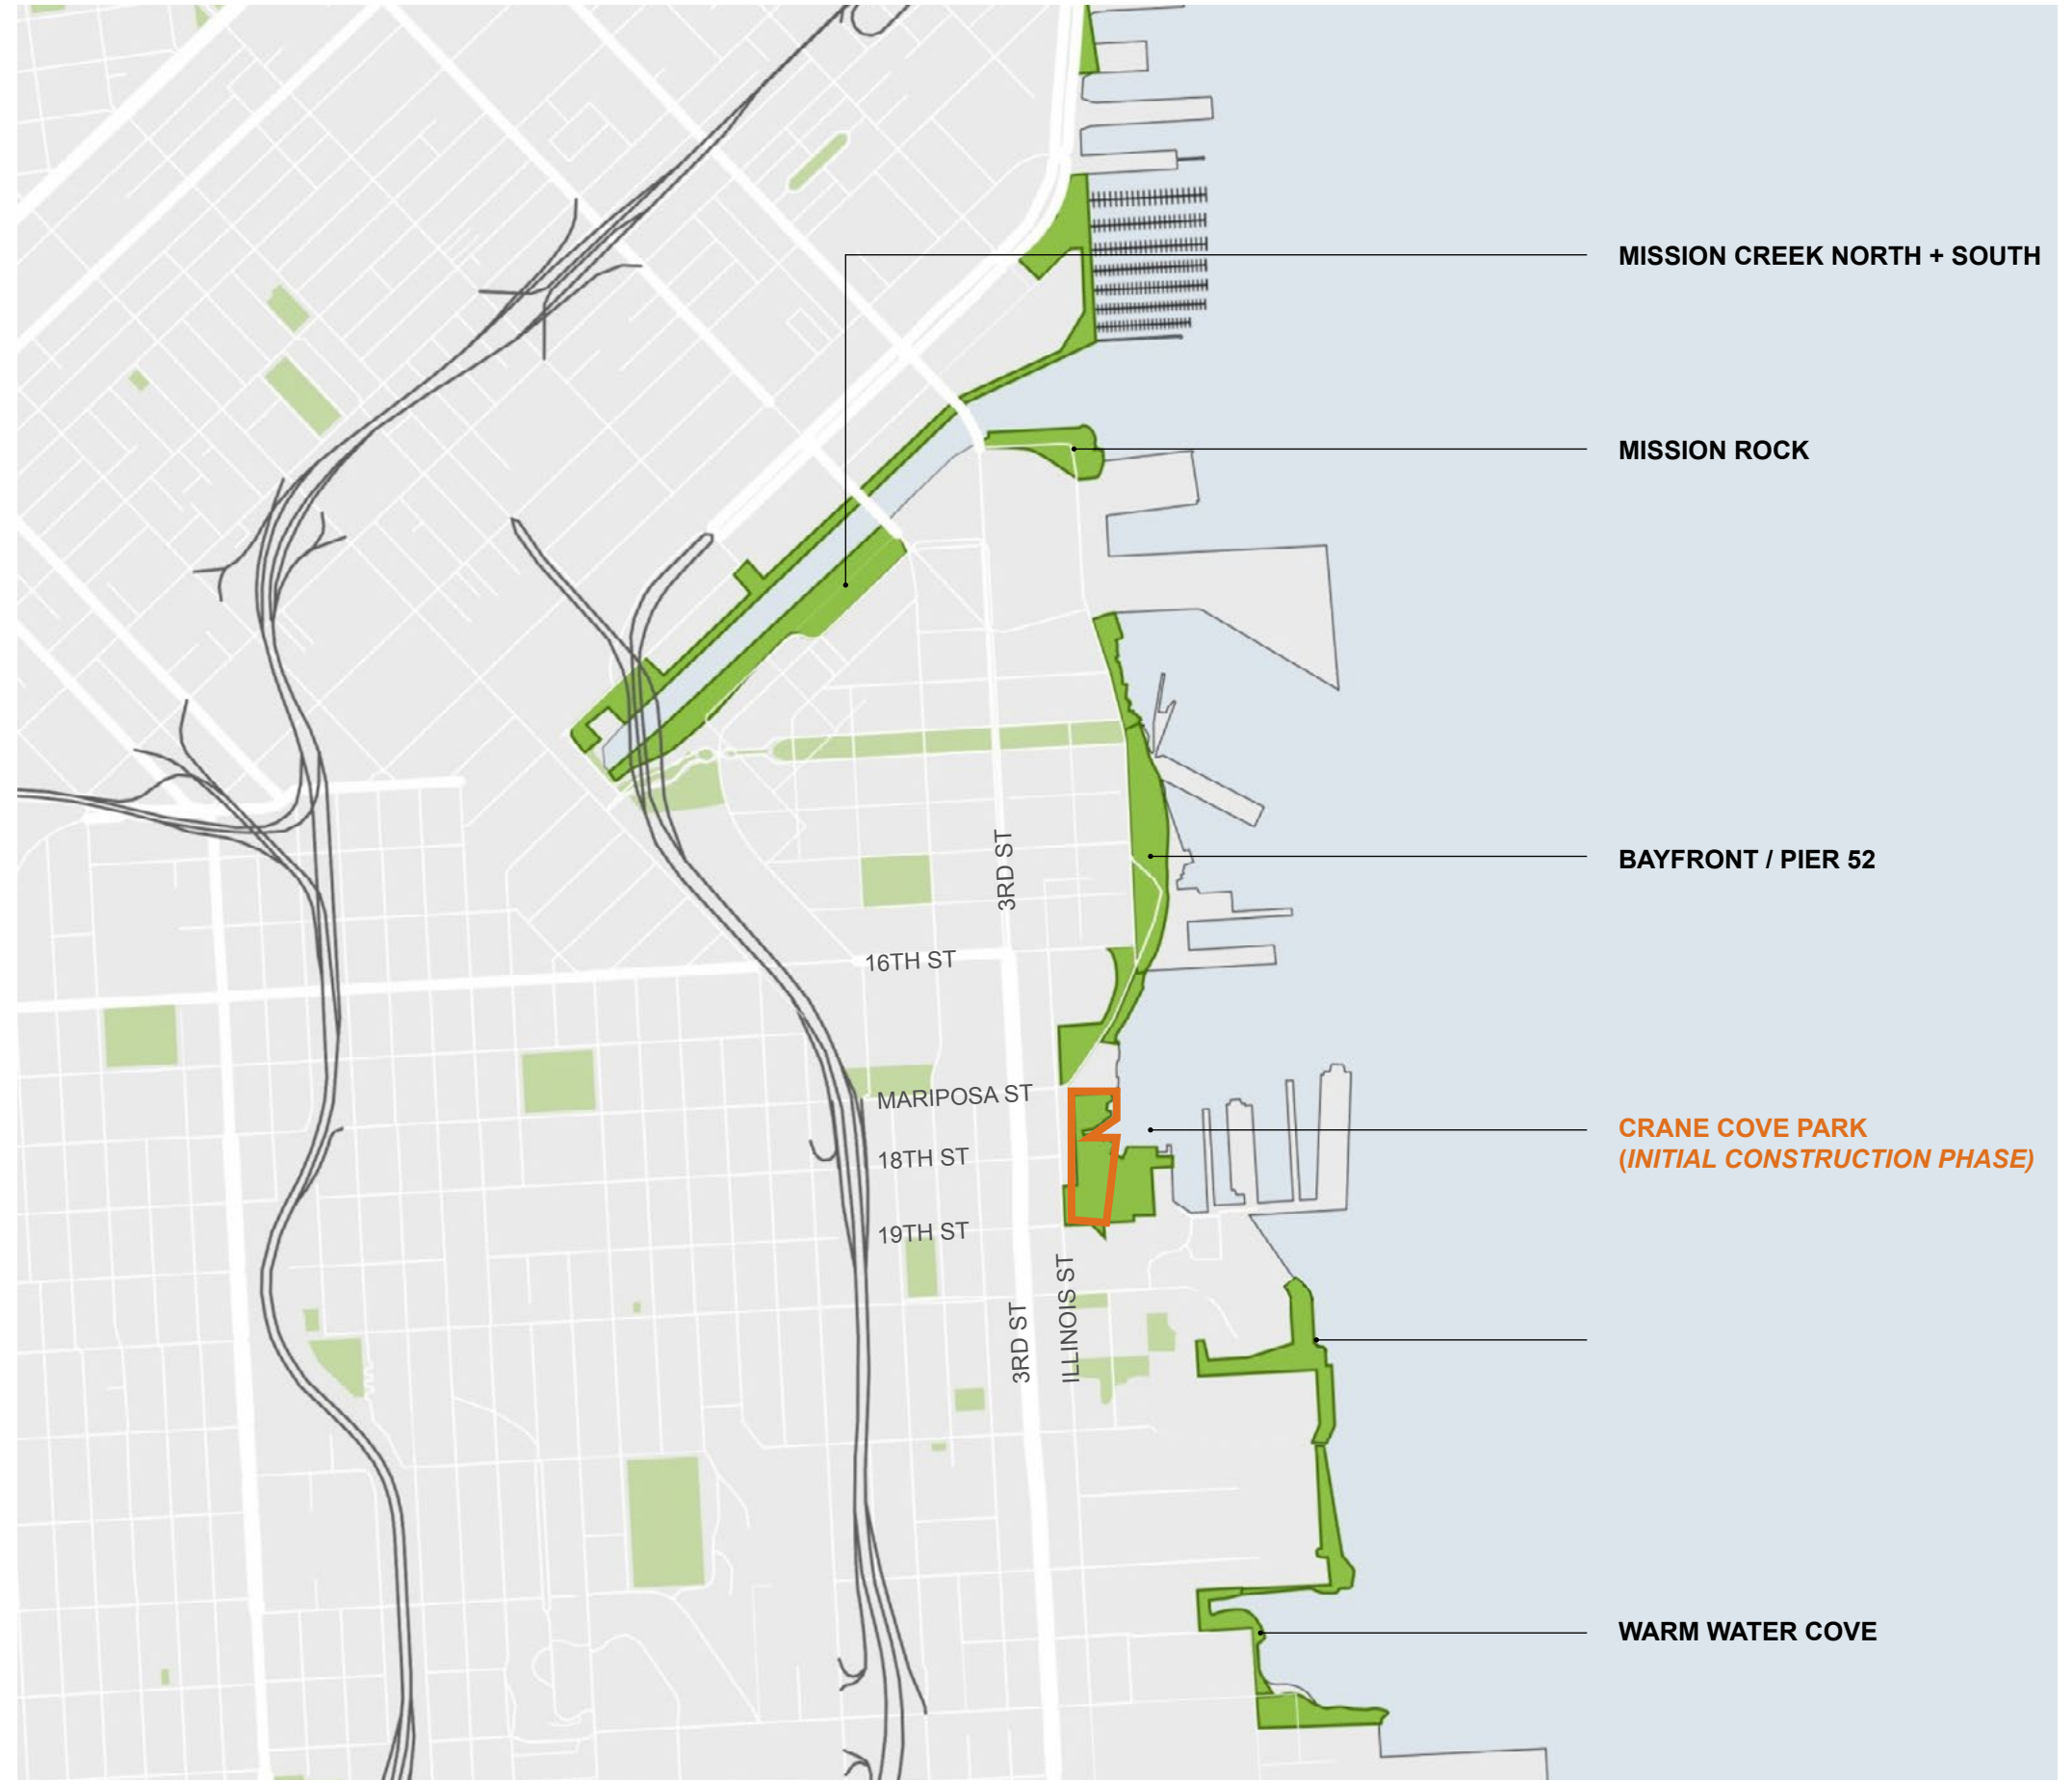 MISSION CREEK NORTH + SOUTH
MISSION ROCK
3RD ST
BAYFRONT / PIER 52
16TH ST
MARIPOSA ST
CRANE COVE PARK
(INITIAL CONSTRUCTION PHASE)
18TH ST
19TH ST
3RD ST
ILLINOIS ST
WARM WATER COVE